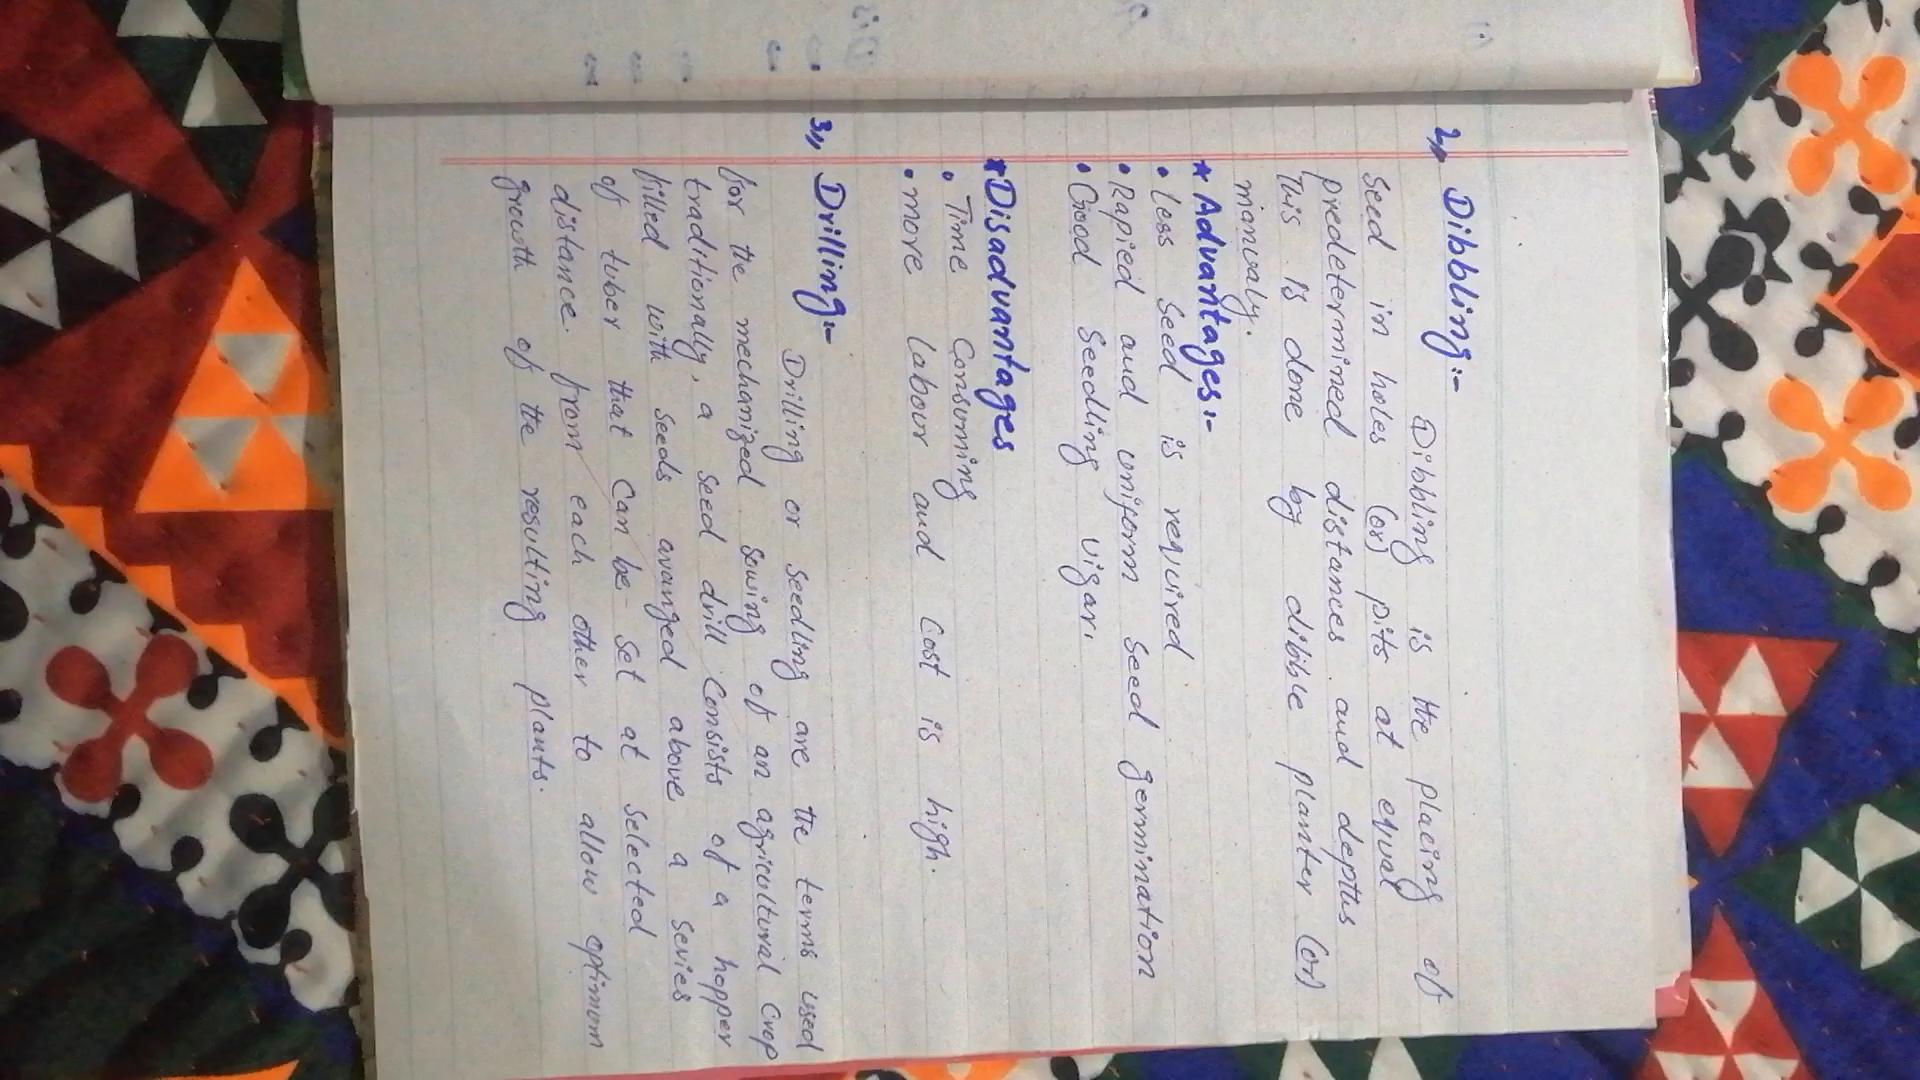 2,, Dibbling:-
Dibbling is the placing of
seed in holes (or) pits at equal
predetermined distances and depths
This is done by dibble planter (or)
manualy.
* Advantages:-
• Less seed is required
• Rapied and uniform seed germination
• Good seedling vigar.
*Disadvantages
• Time Consuming
• more labour and cost is high.
3,, Drilling:-
Drilling or seedling are the terms used
for the mechanized sowing of an agricultural crop
traditionally, a seed drill Consists of a hopper
filled with seeds avanged above a series
of tuber that can be set at selected
distance from each other to allow optimum
growth of the resulting plants.